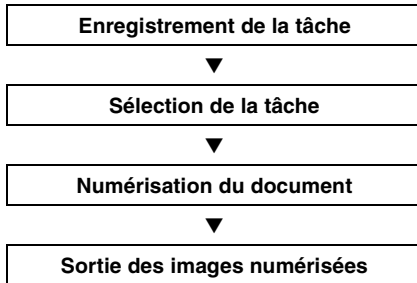 Enregistrement de la tâche
Sélection de la tâche
Numérisation du document
Sortie des images numérisées